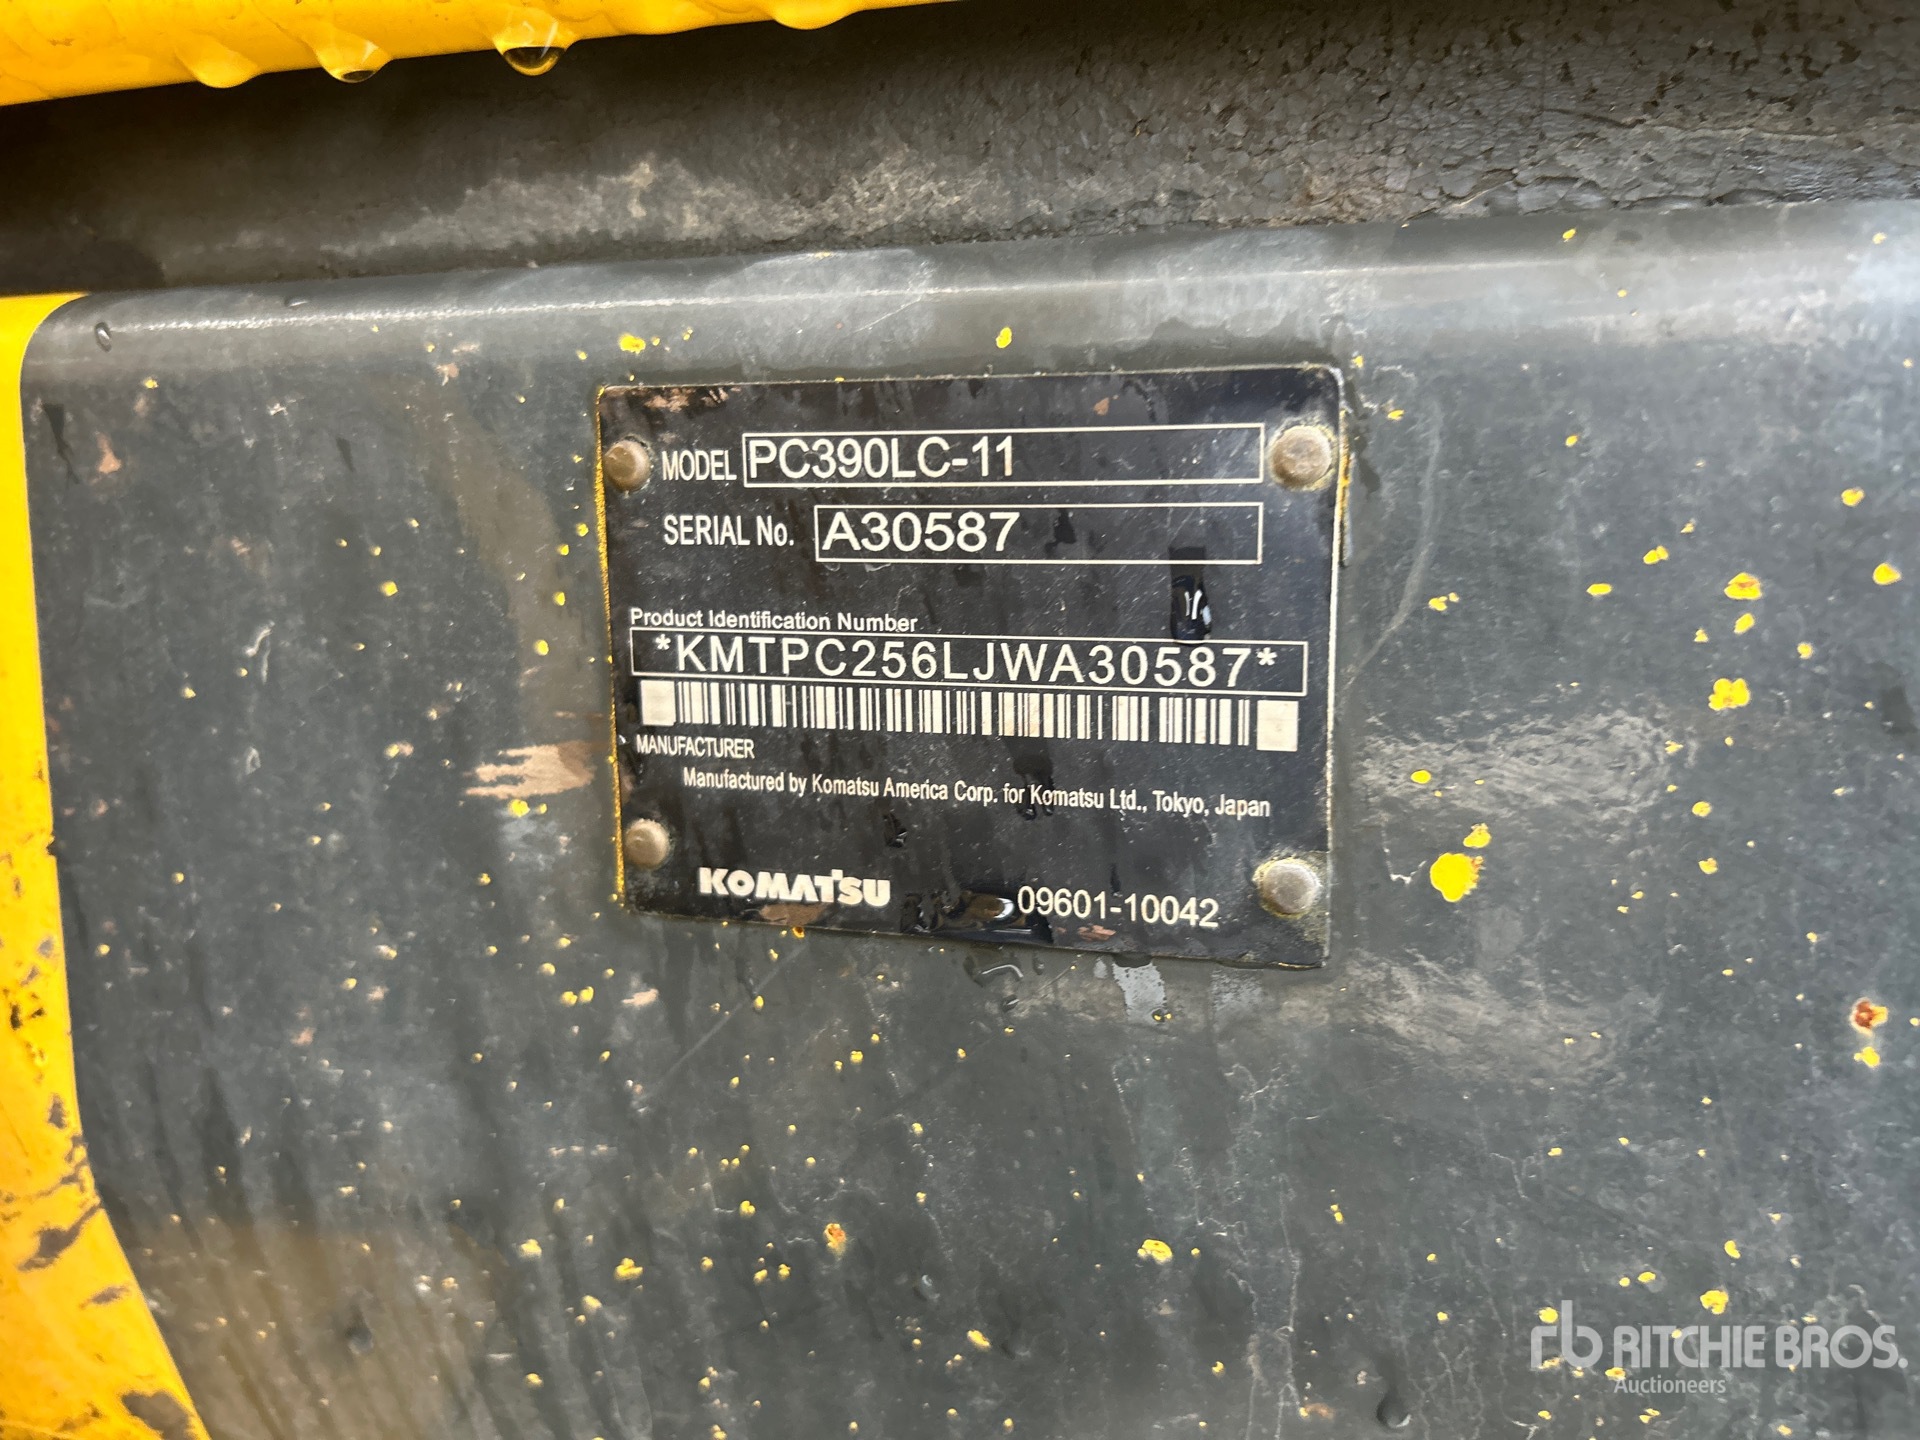 MODEL PC390LC-11
SERIAL No. A30587
Product Identification Number
*KMTPC256LJWA30587*
MANUFACTURER
Manufactured by Komatsu America Corp. for Komatsu Ltd., Tokyo, Japan
KOMATSU 09601-10042
rb RITCHIE BROS.
Auctioneers